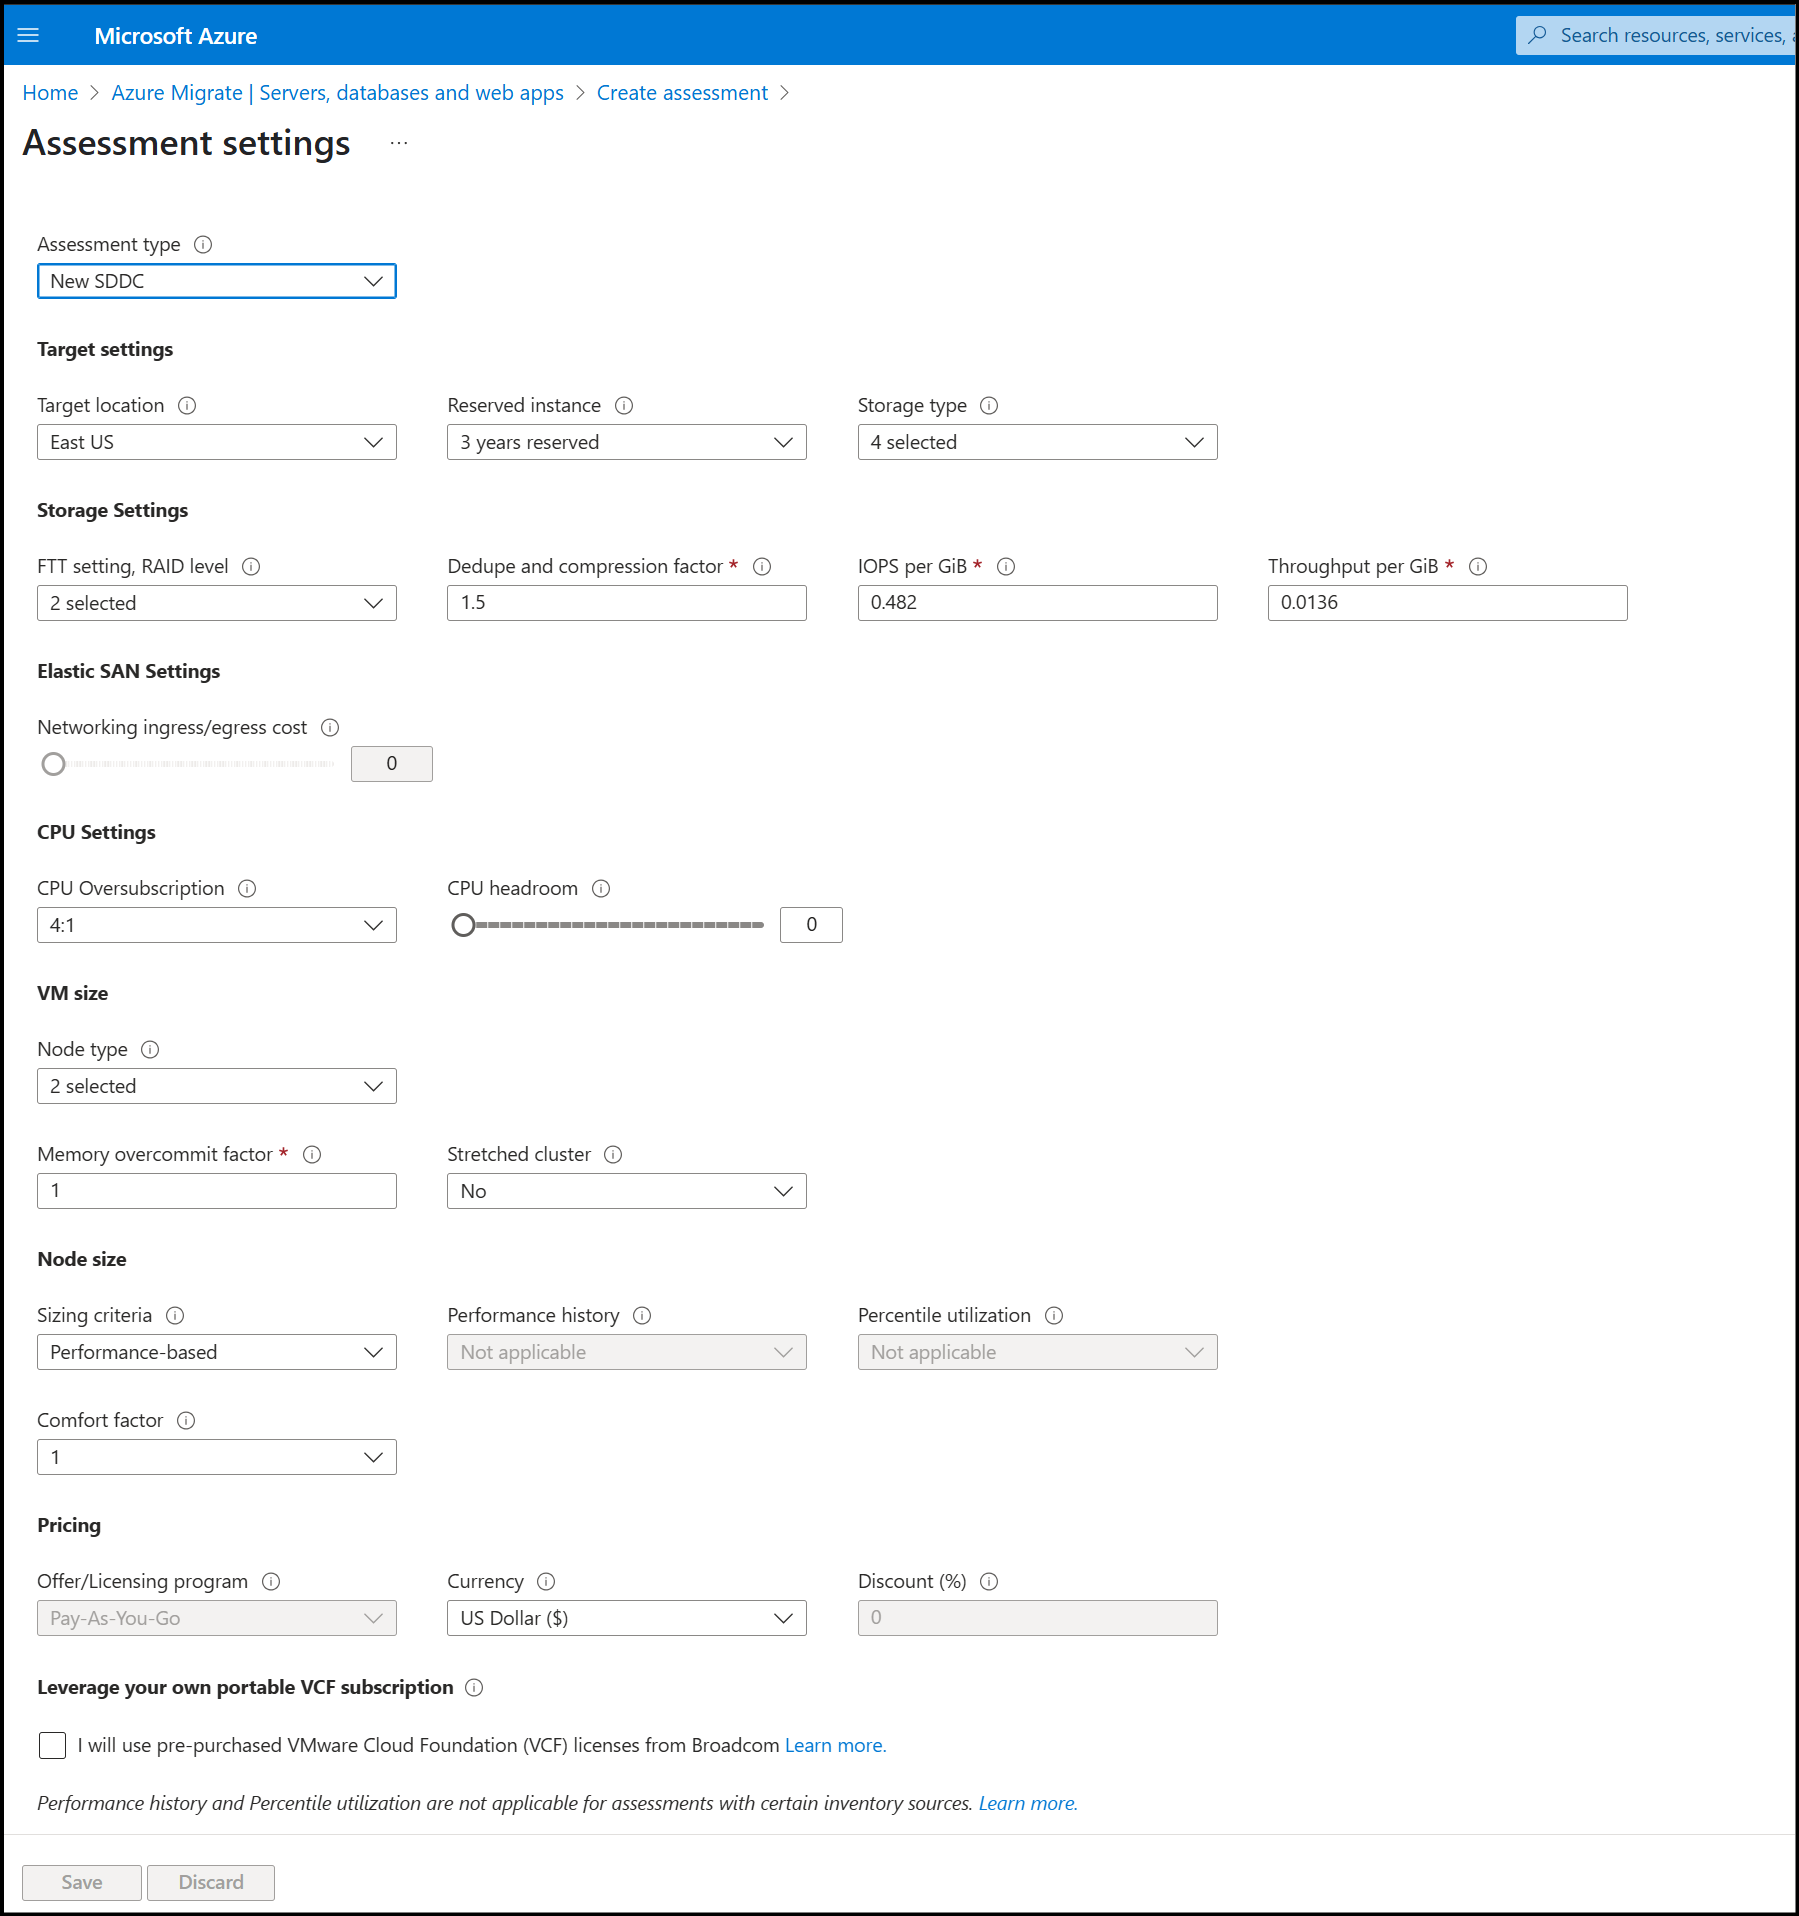 Microsoft Azure
Search resources, services,
Home > Azure Migrate | Servers, databases and web apps > Create assessment >
Assessment settings ...
Assessment type
New SDDC
Target settings
Target location
Reserved instance
Storage type
East US
3 years reserved
4 selected
Storage Settings
FTT setting, RAID level
Dedupe and compression factor *
IOPS per GiB *
Throughput per GiB *
2 selected
1.5
0.482
0.0136
Elastic SAN Settings
Networking ingress/egress cost
0
CPU Settings
CPU Oversubscription
CPU headroom
4:1
0
VM size
Node type
2 selected
Memory overcommit factor *
Stretched cluster
1
No
Node size
Sizing criteria
Performance history
Percentile utilization
Performance-based
Not applicable
Not applicable
Comfort factor
1
Pricing
Offer/Licensing program
Currency
Discount (%)
Pay-As-You-Go
US Dollar ($)
0
Leverage your own portable VCF subscription
I will use pre-purchased VMware Cloud Foundation (VCF) licenses from Broadcom Learn more.
Performance history and Percentile utilization are not applicable for assessments with certain inventory sources. Learn more.
Save
Discard